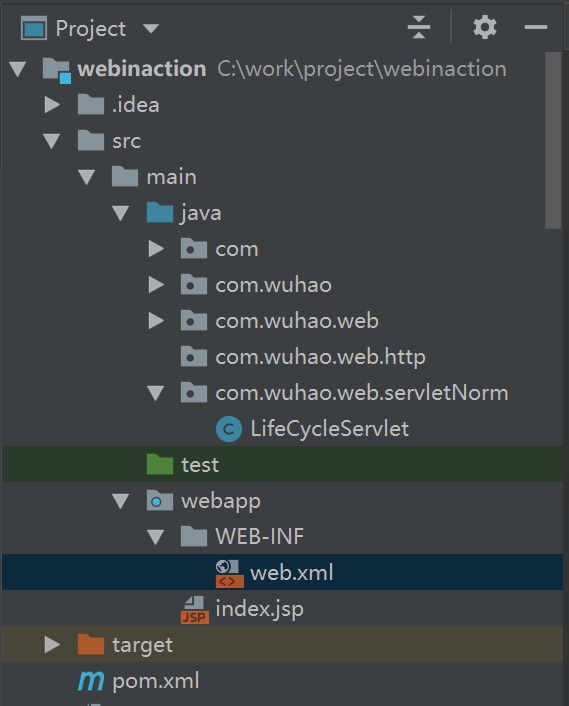 Project
webinaction C:\work\project\webinaction
.idea
src
main
java
com
com.wuhao
com.wuhao.web
com.wuhao.web.http
com.wuhao.web.servletNorm
C LifeCycleServlet
test
webapp
WEB-INF
<> web.xml
JSP index.jsp
target
m pom.xml